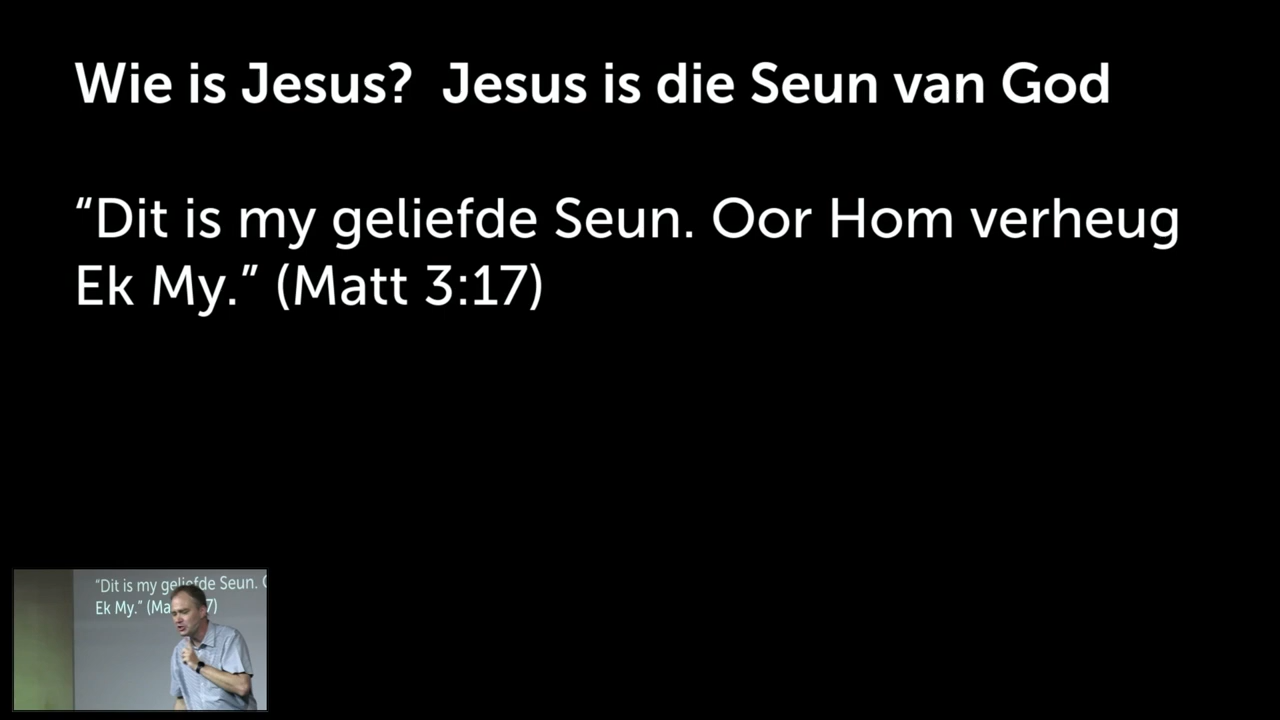 Wie is Jesus? Jesus is die Seun van God
“Dit is my geliefde Seun. Oor Hom verheug
Ek My.” (Matt 3:17)
“Dit is my geliefde Seun.
Ek My.” (Ma 7)